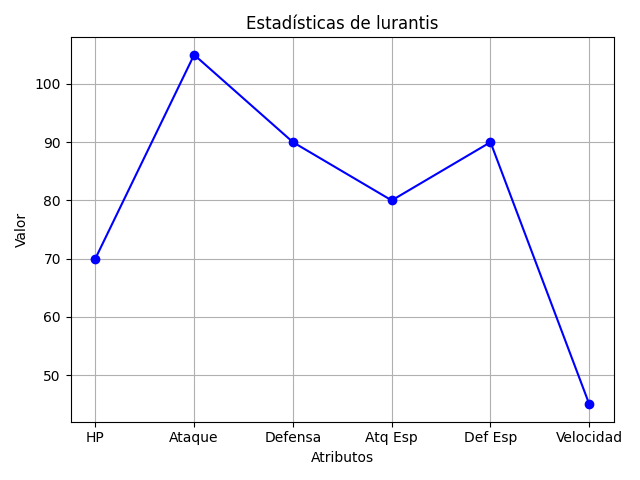 Estadísticas de lurantis
Valor
100
90
80
70
60
50
HP Ataque Defensa Atq Esp Def Esp Velocidad
Atributos